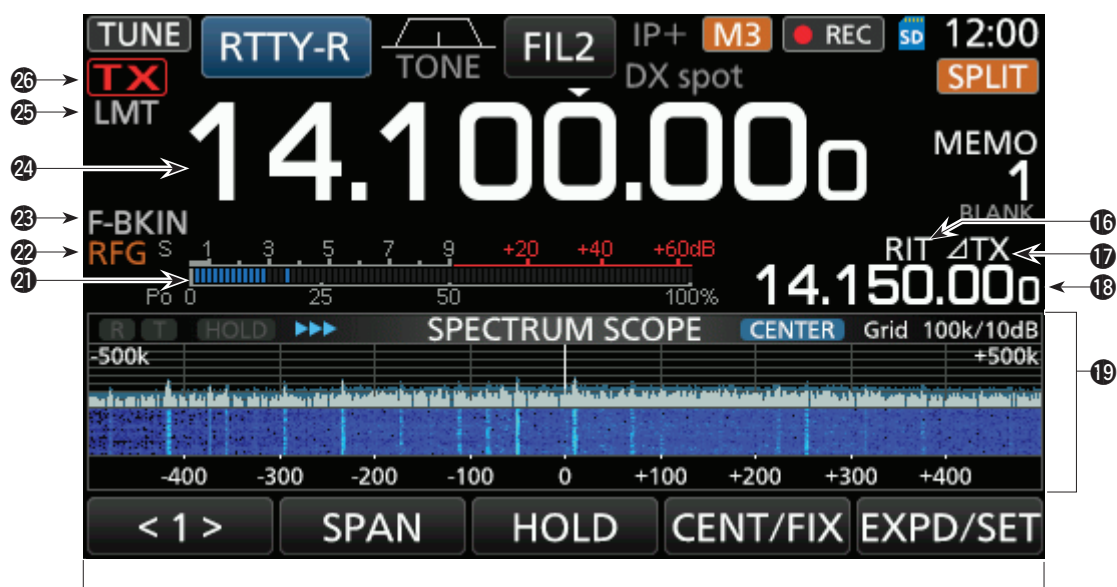 TUNE RTTY-R TONE FIL2 IP+ M3 REC SD 12:00
㉖ TX DX spot SPLIT
㉕ LMT
㉔ 14.100.000 MEMO
1
㉓ F-BKIN BLANK ⑯
㉒ RFG S 1 3 5 7 9 +20 +40 +60dB RIT ⊿TX ⑰
㉑ 14.150.000 ⑱
Po 0 25 50 100%
R T HOLD SPECTRUM SCOPE CENTER Grid 100k/10dB
-500k +500k
⑲
-400 -300 -200 -100 0 +100 +200 +300 +400
< 1 > SPAN HOLD CENT/FIX EXPD/SET